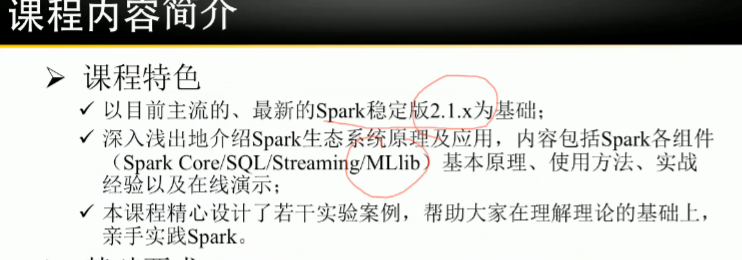 课程内容简介
➢ 课程特色
✓ 以目前主流的、最新的Spark稳定版2.1.x为基础；
✓ 深入浅出地介绍Spark生态系统原理及应用，内容包括Spark各组件
（Spark Core/SQL/Streaming/MLlib）基本原理、使用方法、实战
经验以及在线演示；
✓ 本课程精心设计了若干实验案例，帮助大家在理解理论的基础上，
亲手实践Spark。